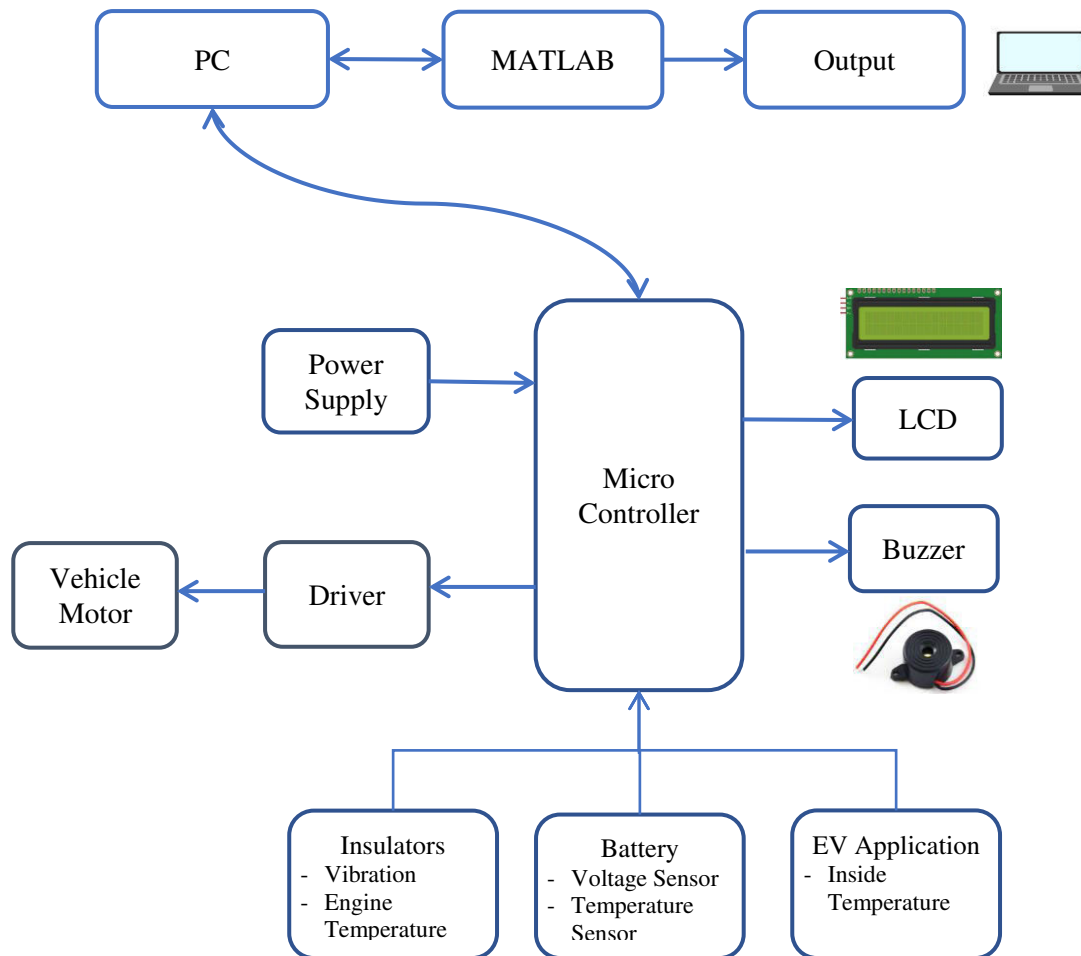 PC
MATLAB
Output
Power
Supply
LCD
Micro
Controller
Buzzer
Vehicle
Motor
Driver
Insulators
- Vibration
- Engine
Temperature
Battery
- Voltage Sensor
- Temperature
Sensor
EV Application
- Inside
Temperature